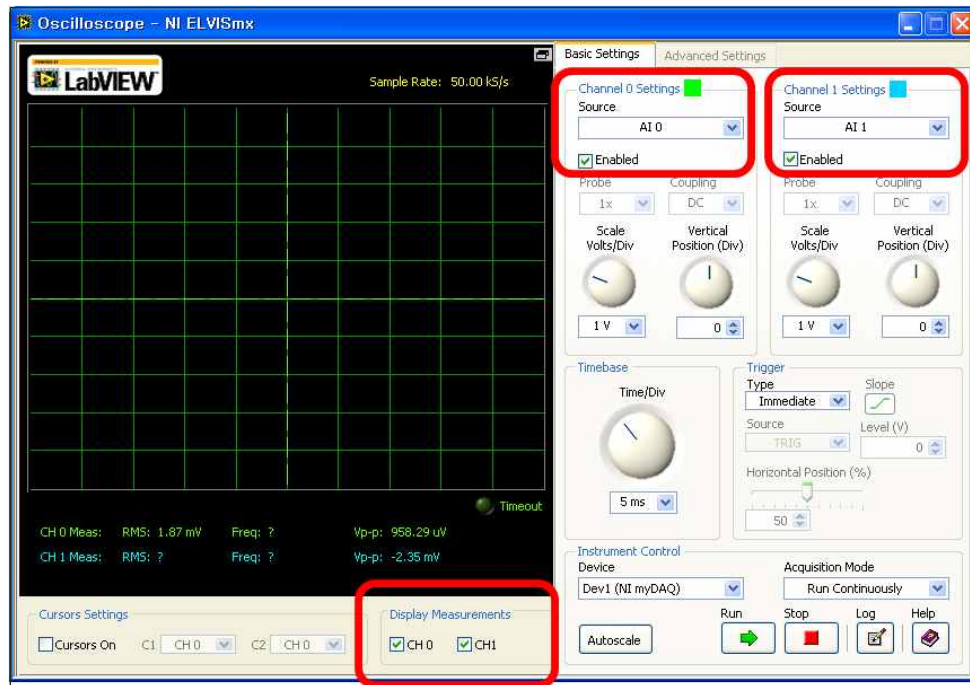 Oscilloscope - NI ELVISmx
POWERED BY
LabVIEW
Sample Rate: 50.00 kS/s
CH 0 Meas: RMS: 1.87 mV Freq: ? Vp-p: 958.29 uV
CH 1 Meas: RMS: ? Freq: ? Vp-p: -2.35 mV
Timeout
Cursors Settings
Cursors On C1 CH 0 C2 CH 0
Display Measurements
CH 0 CH1
Basic Settings Advanced Settings
Channel 0 Settings
Source
AI 0
Enabled
Probe Coupling
1x DC
Scale
Volts/Div
Vertical
Position (Div)
1 V 0
Channel 1 Settings
Source
AI 1
Enabled
Probe Coupling
1x DC
Scale
Volts/Div
Vertical
Position (Div)
1 V 0
Timebase
Time/Div
5 ms
Trigger
Type
Immediate
Slope
Source
TRIG
Level (V)
0
Horizontal Position (%)
50
Instrument Control
Device
Dev1 (NI myDAQ)
Acquisition Mode
Run Continuously
Autoscale
Run Stop Log Help